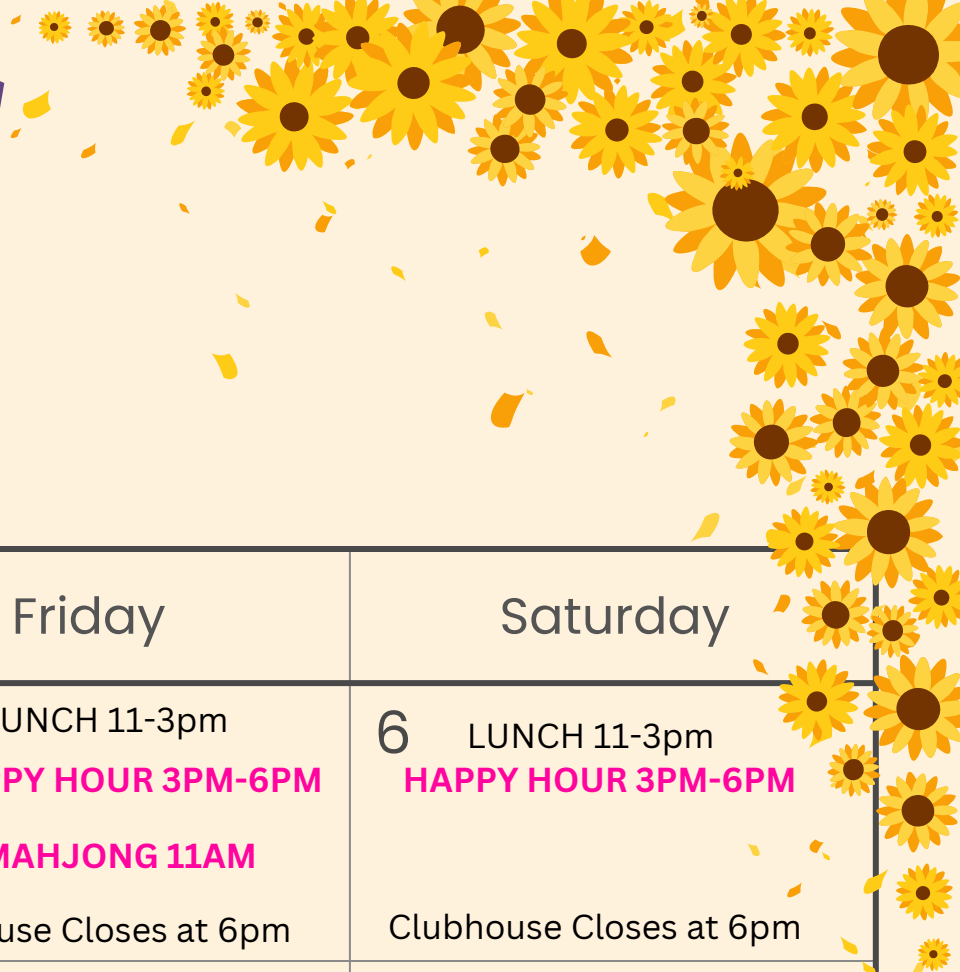 Friday
Saturday
UNCH 11-3pm
PY HOUR 3PM-6PM
MAHJONG 11AM
use Closes at 6pm
6
LUNCH 11-3pm
HAPPY HOUR 3PM-6PM
Clubhouse Closes at 6pm